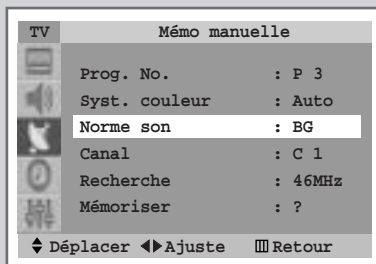 TV Mémo manuelle
Prog. No. : P 3
Syst. couleur : Auto
Norme son : BG
Canal : C 1
Recherche : 46MHz
Mémoriser : ?
Déplacer Ajuste Retour